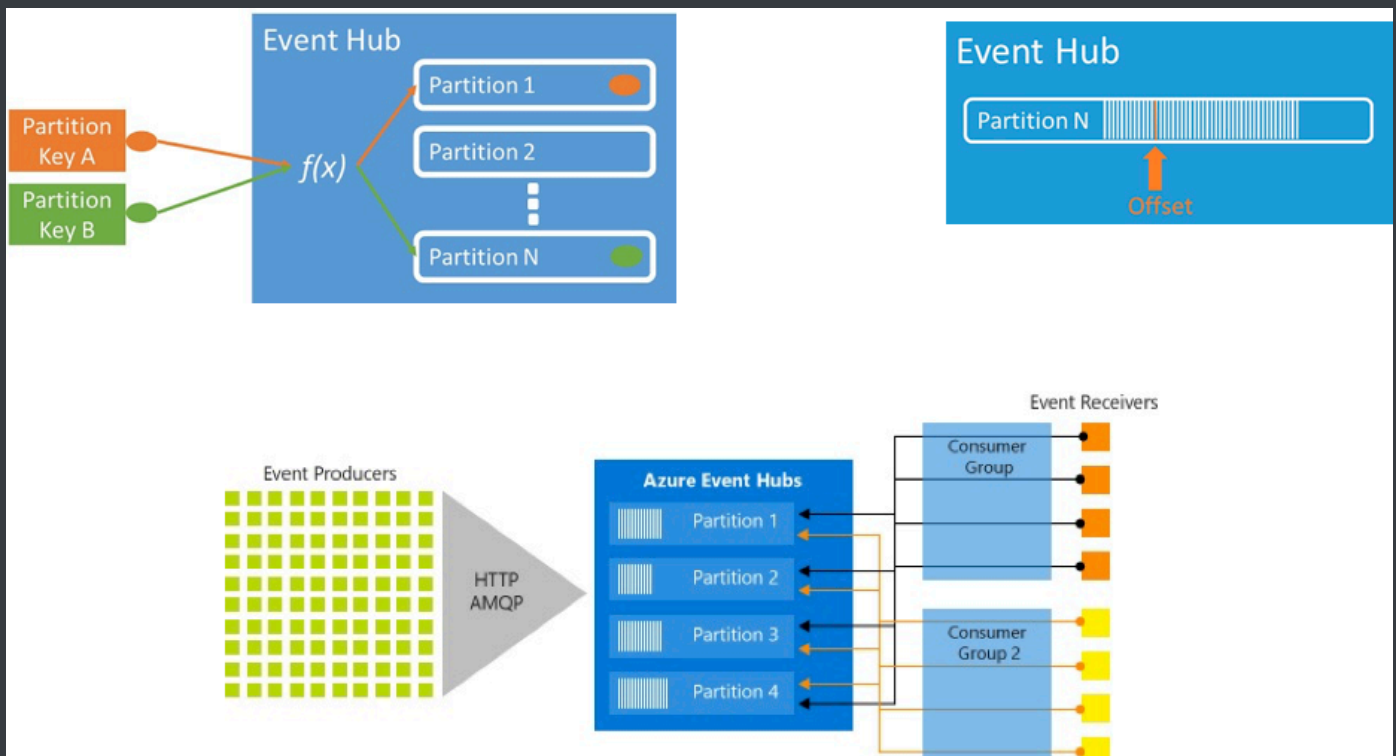 Event Hub
Partition 1
Partition
Key A
f(x)
Partition 2
Partition
Key B
Partition N
Event Hub
Partition N
Offset
Event Receivers
Event Producers
HTTP
AMQP
Azure Event Hubs
Partition 1
Partition 2
Partition 3
Partition 4
Consumer
Group
Consumer
Group 2